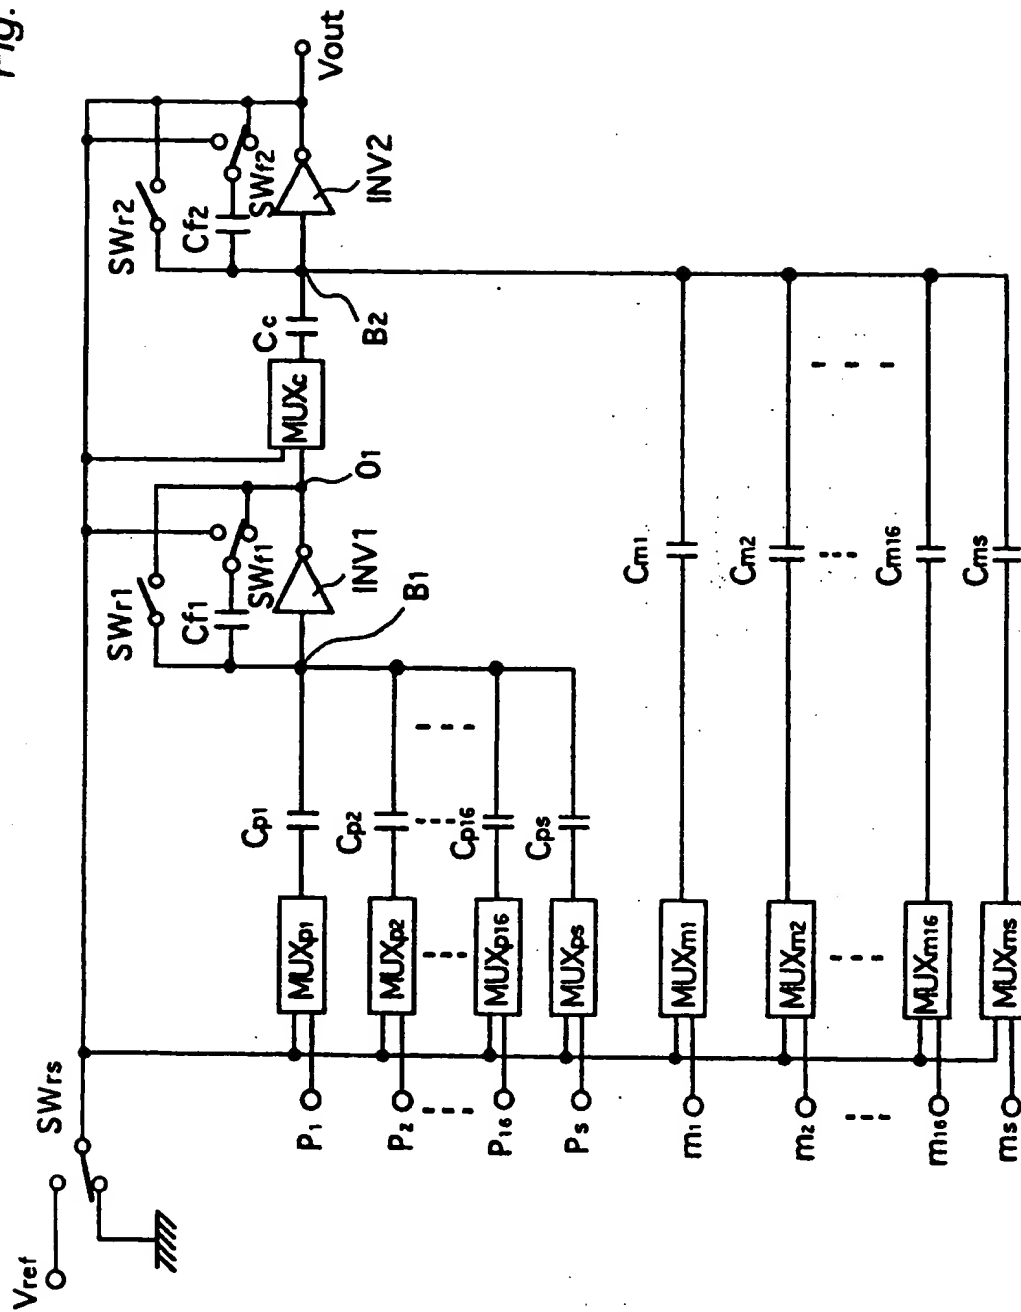 Fig.
Vref
SWrs
SWr1
Cf1
SWf1
INV1
B1
O1
MUXc
Cc
B2
SWr2
Cf2
SWf2
INV2
Vout
P1
MUXp1
Cp1
P2
MUXp2
Cp2
P16
MUXp16
Cp16
Ps
MUXps
Cps
m1
MUXm1
Cm1
m2
MUXm2
Cm2
m16
MUXm16
Cm16
ms
MUXms
Cms